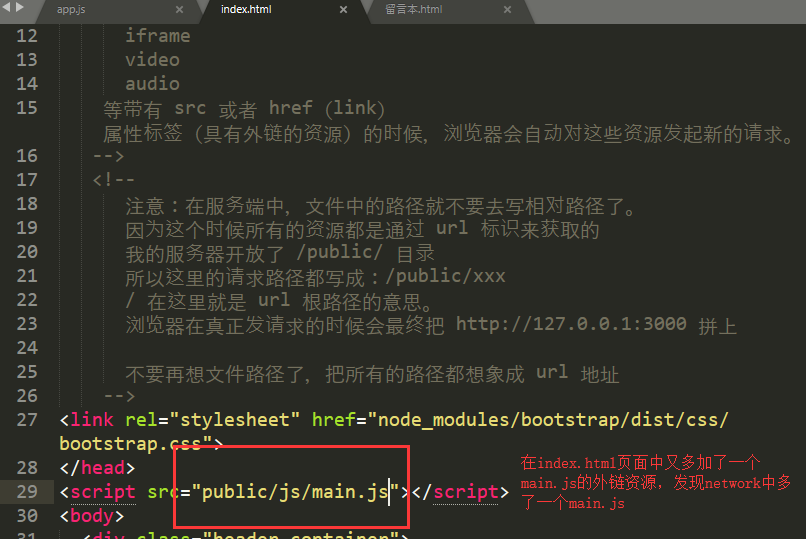 app.js × index.html × 留言本.html ×
12 iframe
13 video
14 audio
15 等带有 src 或者 href（link）
属性标签（具有外链的资源）的时候，浏览器会自动对这些资源发起新的请求。
16 -->
17 <!--
18 注意：在服务端中，文件中的路径就不要去写相对路径了。
19 因为这个时候所有的资源都是通过 url 标识来获取的
20 我的服务器开放了 /public/ 目录
21 所以这里的请求路径都写成：/public/xxx
22 / 在这里就是 url 根路径的意思。
23 浏览器在真正发请求的时候会最终把 http://127.0.0.1:3000 拼上
24
25 不要再想文件路径了，把所有的路径都想象成 url 地址
26 -->
27 <link rel="stylesheet" href="node_modules/bootstrap/dist/css/
bootstrap.css">
28 </head>
29 <script src="public/js/main.js"></script>
30 <body>
31 <div class="header container">
在index.html页面中又多加了一个
main.js的外链资源，发现network中多
了一个main.js